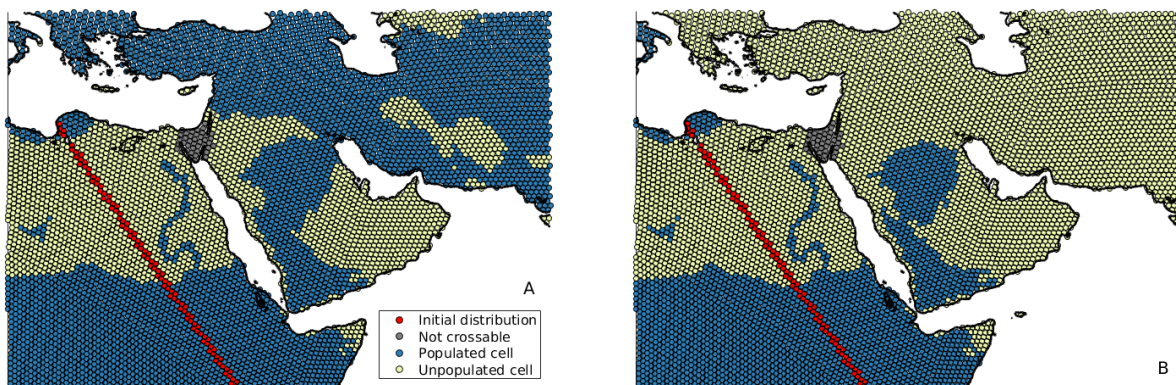 A
Initial distribution
Not crossable
Populated cell
Unpopulated cell
B